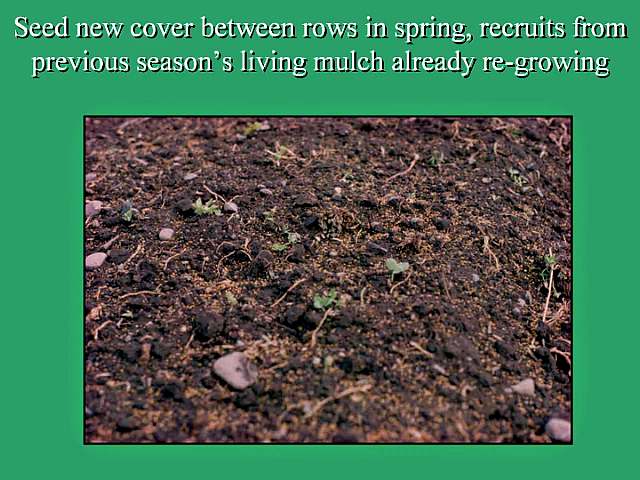 Seed new cover between rows in spring, recruits from
previous season’s living mulch already re-growing